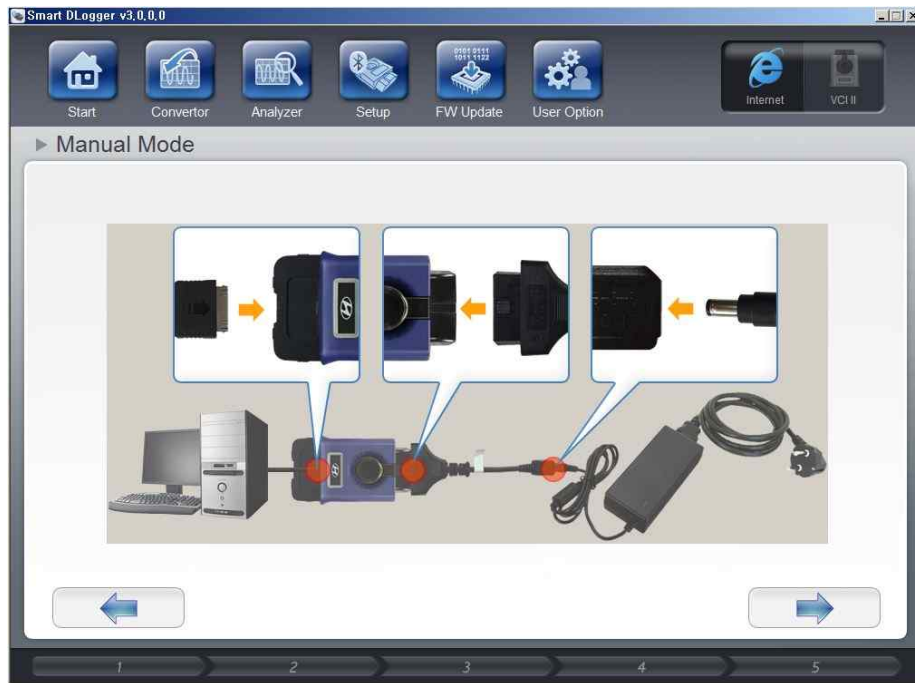 Smart DLogger v3,0,0,0
0101 0111
1011 1122
Start
Convertor
Analyzer
Setup
FW Update
User Option
Internet
VCI II
Manual Mode
1
2
3
4
5